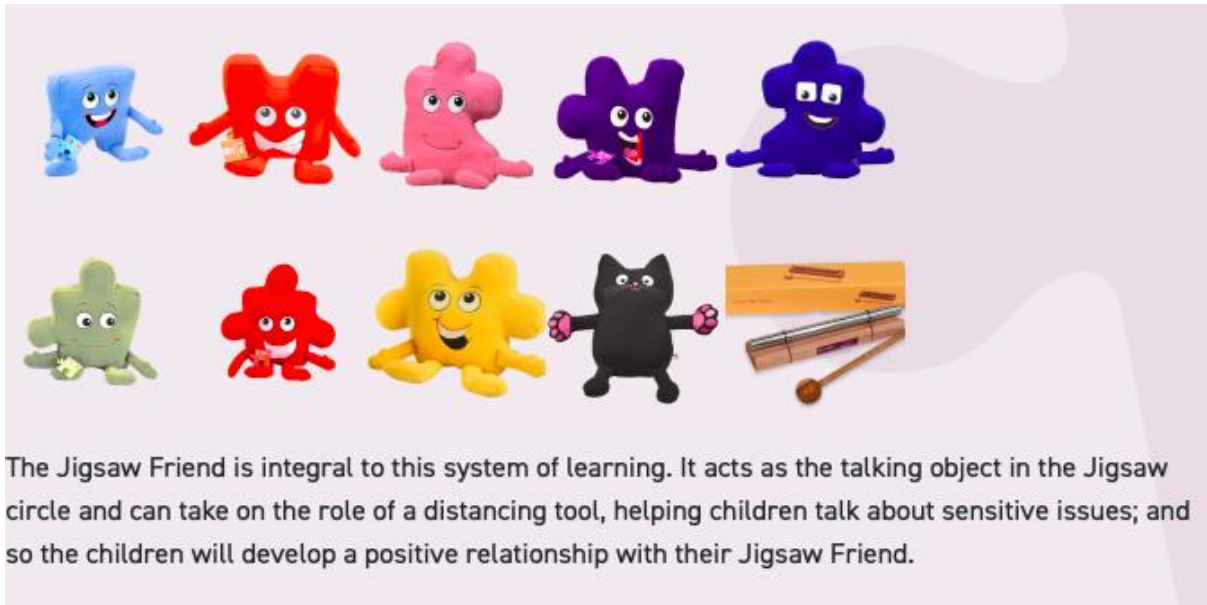 The Jigsaw Friend is integral to this system of learning. It acts as the talking object in the Jigsaw
circle and can take on the role of a distancing tool, helping children talk about sensitive issues; and
so the children will develop a positive relationship with their Jigsaw Friend.